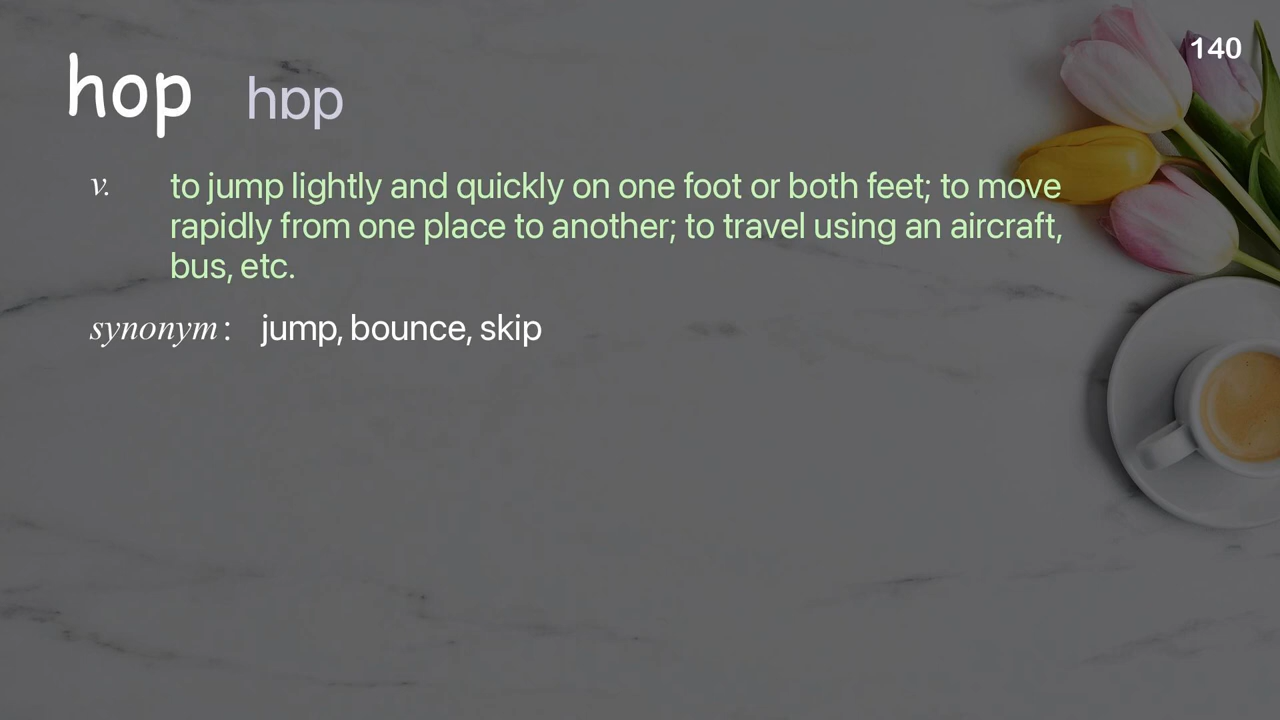 140
hop hɒp
v. to jump lightly and quickly on one foot or both feet; to move
rapidly from one place to another; to travel using an aircraft,
bus, etc.
synonym : jump, bounce, skip